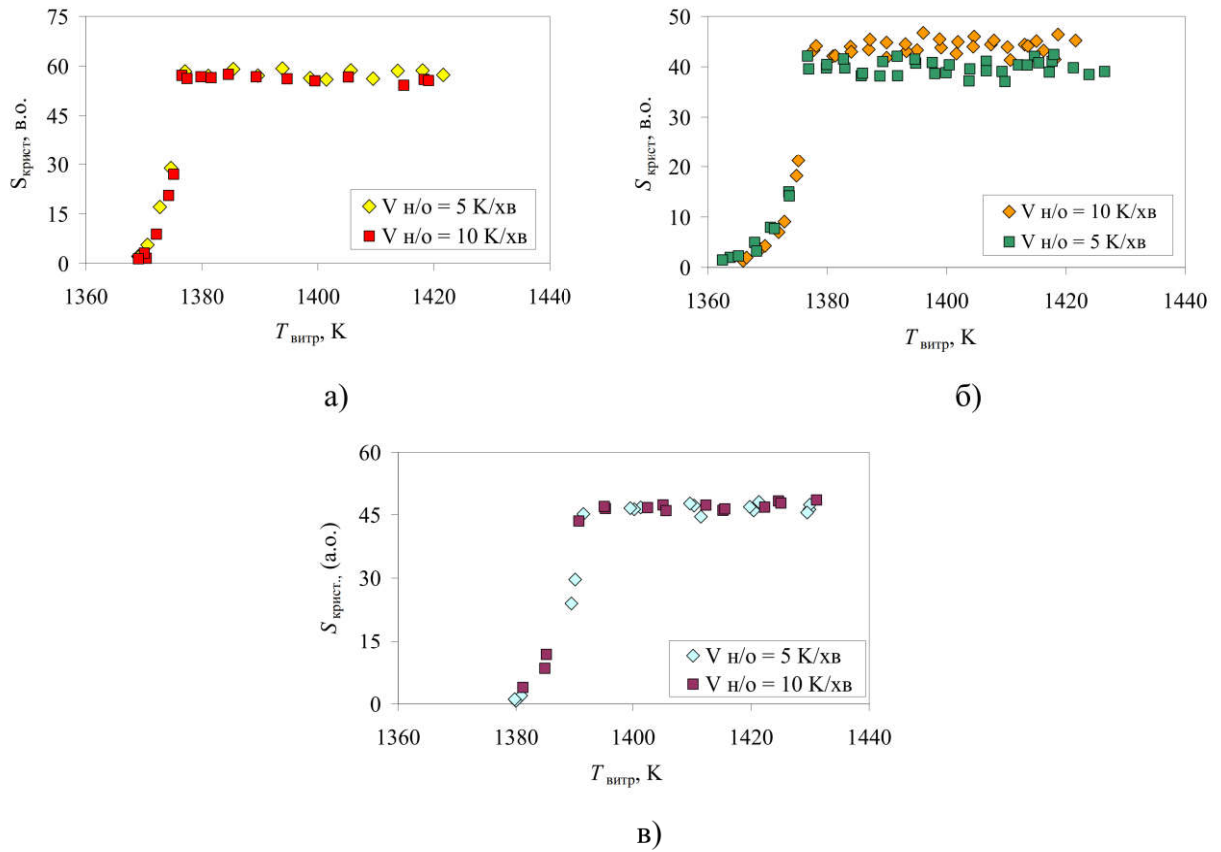 S крист, в.о.
75
60
45
30
15
0
1360
1380
1400
1420
1440
V н/о = 5 К/хв
V н/о = 10 К/хв
T витр, К
а)
S крист, в.о.
50
40
30
20
10
0
1360
1380
1400
1420
1440
V н/о = 10 К/хв
V н/о = 5 К/хв
T витр, К
б)
S крист., (а.о.)
60
45
30
15
0
1360
1380
1400
1420
1440
V н/о = 5 К/хв
V н/о = 10 К/хв
T витр, К
в)